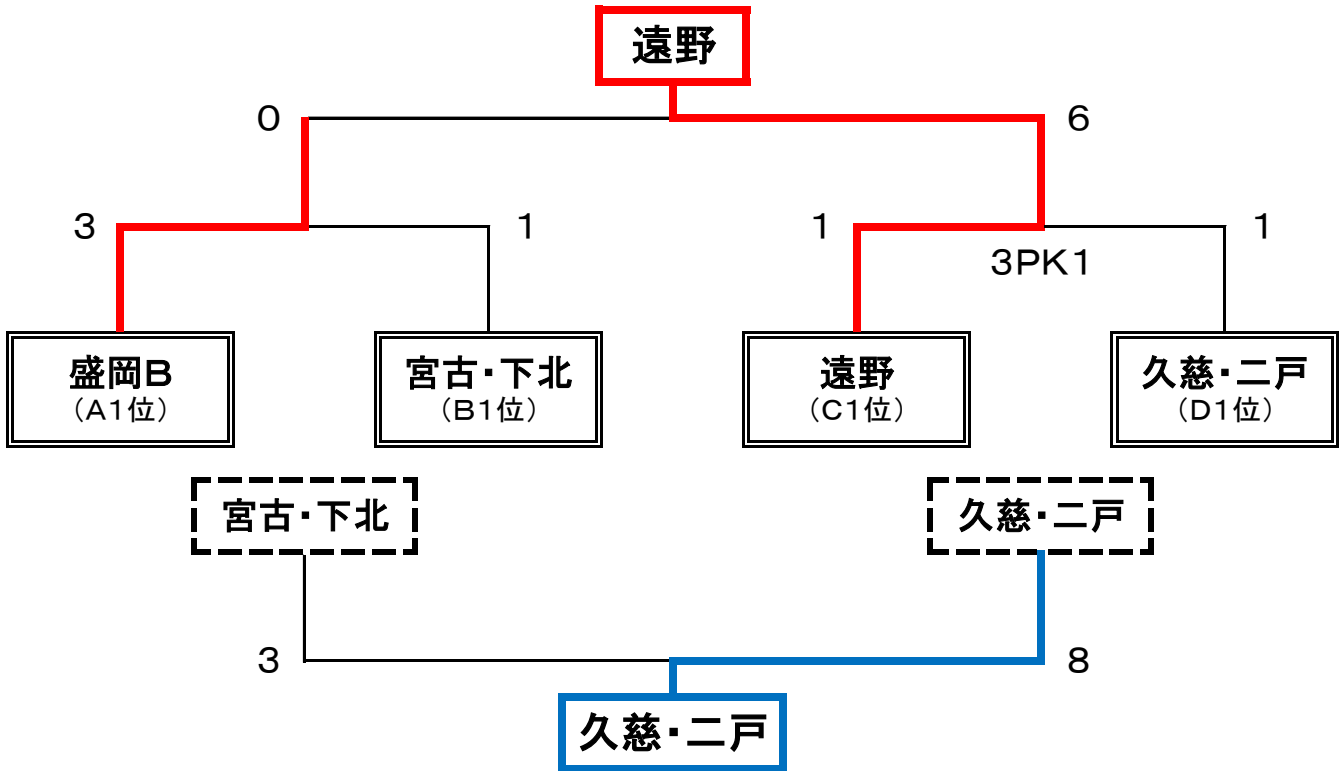 遠野
0 6
3 1 1 1
3PK1
盛岡B 宮古・下北 遠野 久慈・二戸
(A1位) (B1位) (C1位) (D1位)
宮古・下北 久慈・二戸
3 8
久慈・二戸